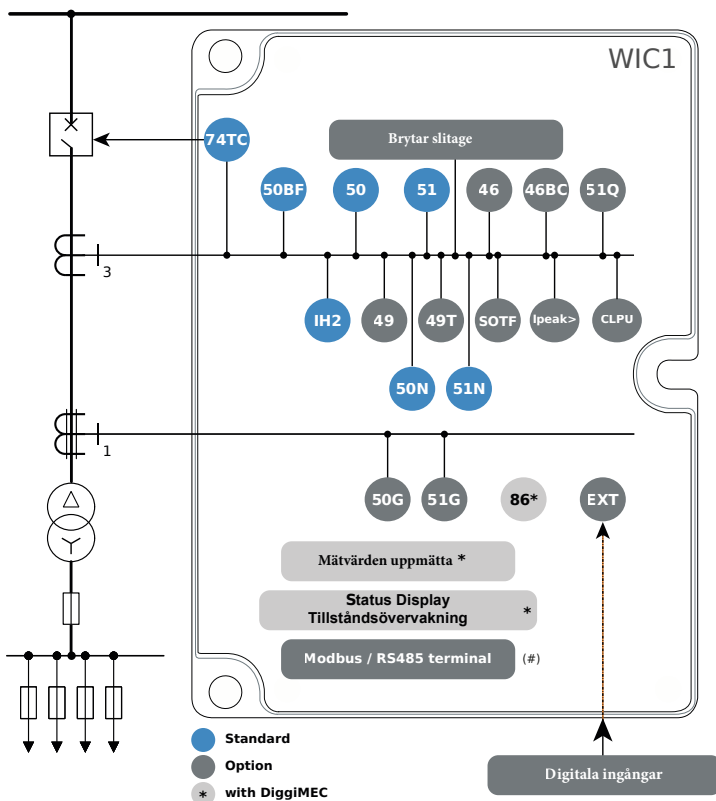 WIC1
74TC
Brytar slitage
50BF
50
51
46
46BC
51Q
3
IH2
49
49T
SOTF
Ipeak>
CLPU
50N
51N
1
50G
51G
86*
EXT
Mätvärden uppmätta *
Status Display
Tillståndsövervakning *
Modbus / RS485 terminal (#)
Standard
Option
* with DiggiMEC
Digitala ingångar